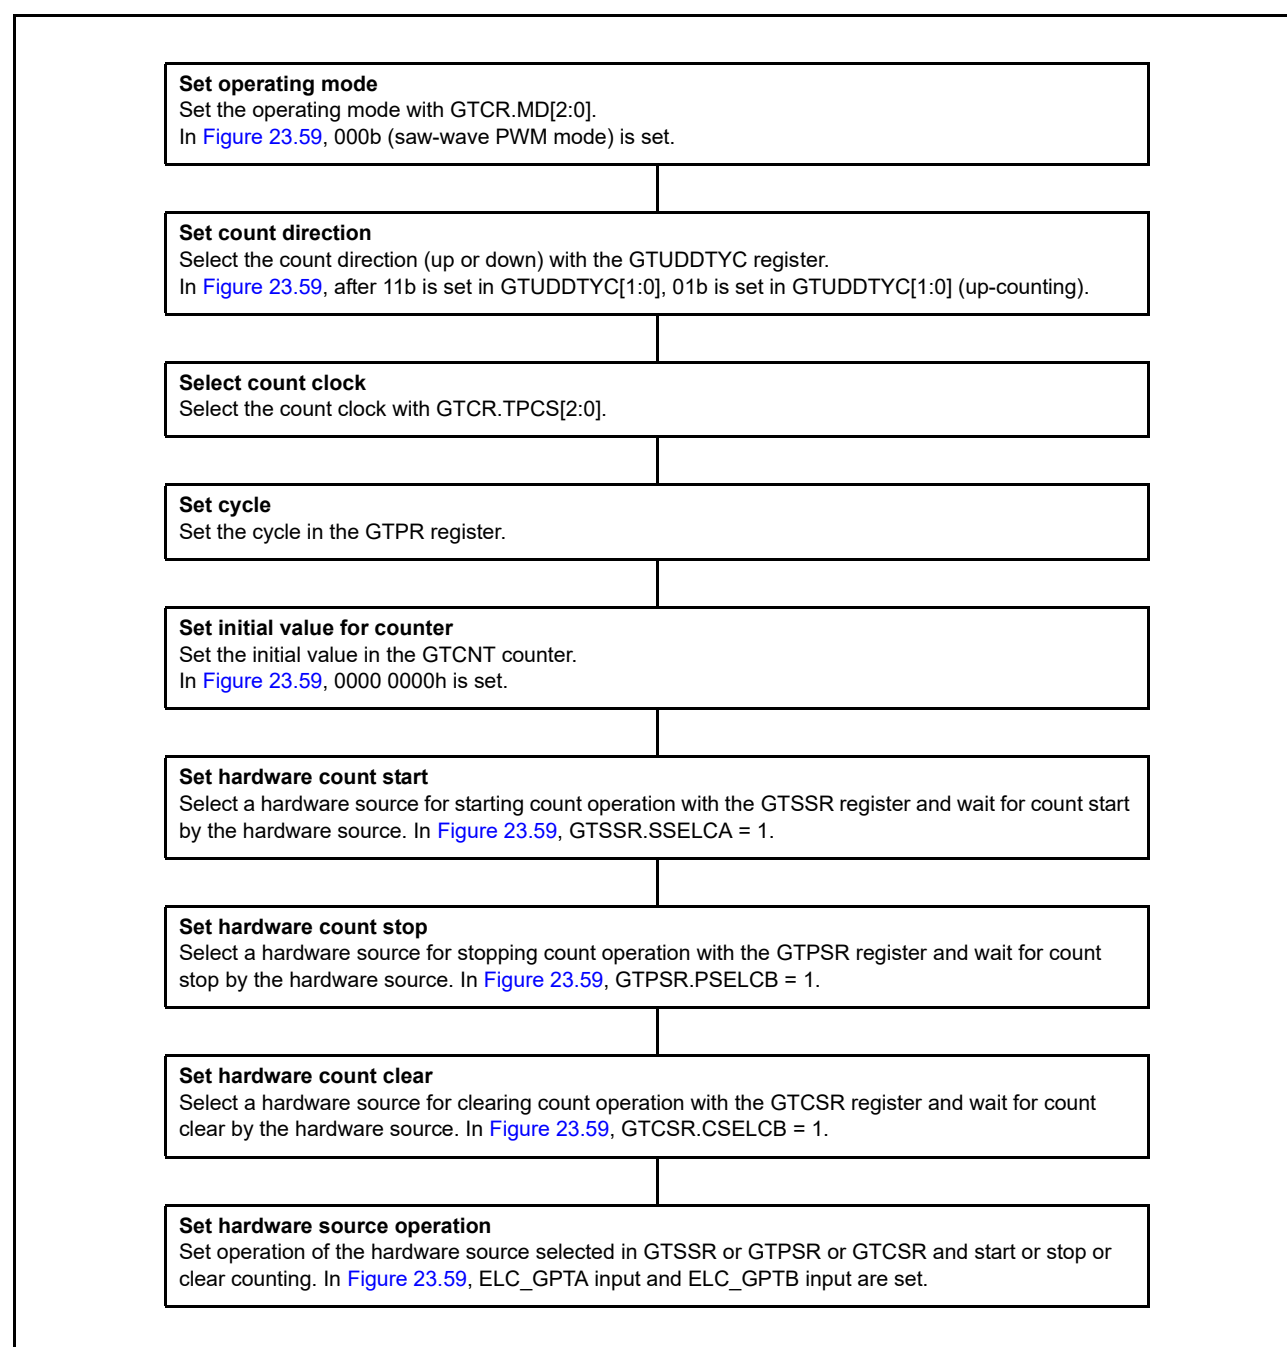 Set operating mode
Set the operating mode with GTCR.MD[2:0].
In Figure 23.59, 000b (saw-wave PWM mode) is set.
Set count direction
Select the count direction (up or down) with the GTUDDTYC register.
In Figure 23.59, after 11b is set in GTUDDTYC[1:0], 01b is set in GTUDDTYC[1:0] (up-counting).
Select count clock
Select the count clock with GTCR.TPCS[2:0].
Set cycle
Set the cycle in the GTPR register.
Set initial value for counter
Set the initial value in the GTCNT counter.
In Figure 23.59, 0000 0000h is set.
Set hardware count start
Select a hardware source for starting count operation with the GTSSR register and wait for count start
by the hardware source. In Figure 23.59, GTSSR.SSELCA = 1.
Set hardware count stop
Select a hardware source for stopping count operation with the GTPSR register and wait for count
stop by the hardware source. In Figure 23.59, GTPSR.PSELCB = 1.
Set hardware count clear
Select a hardware source for clearing count operation with the GTCSR register and wait for count
clear by the hardware source. In Figure 23.59, GTCSR.CSELCB = 1.
Set hardware source operation
Set operation of the hardware source selected in GTSSR or GTPSR or GTCSR and start or stop or
clear counting. In Figure 23.59, ELC_GPTA input and ELC_GPTB input are set.